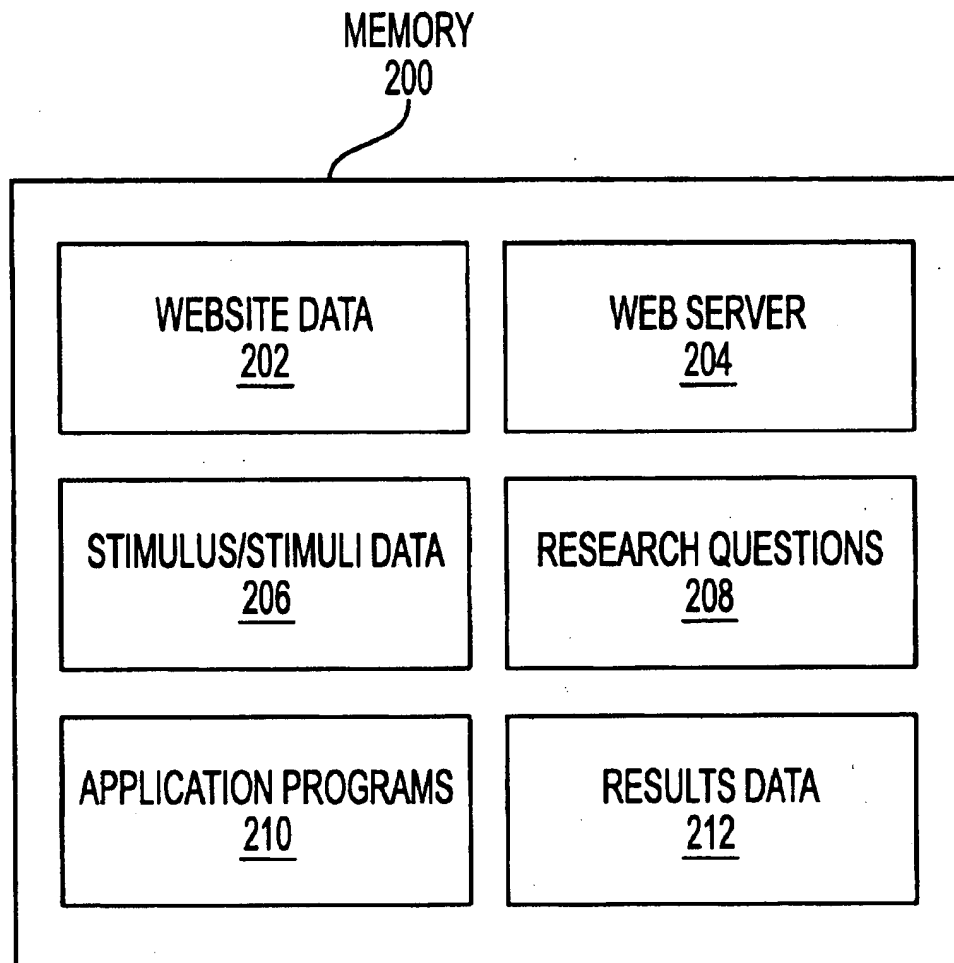 MEMORY
200
WEBSITE DATA
202
WEB SERVER
204
STIMULUS/STIMULI DATA
206
RESEARCH QUESTIONS
208
APPLICATION PROGRAMS
210
RESULTS DATA
212